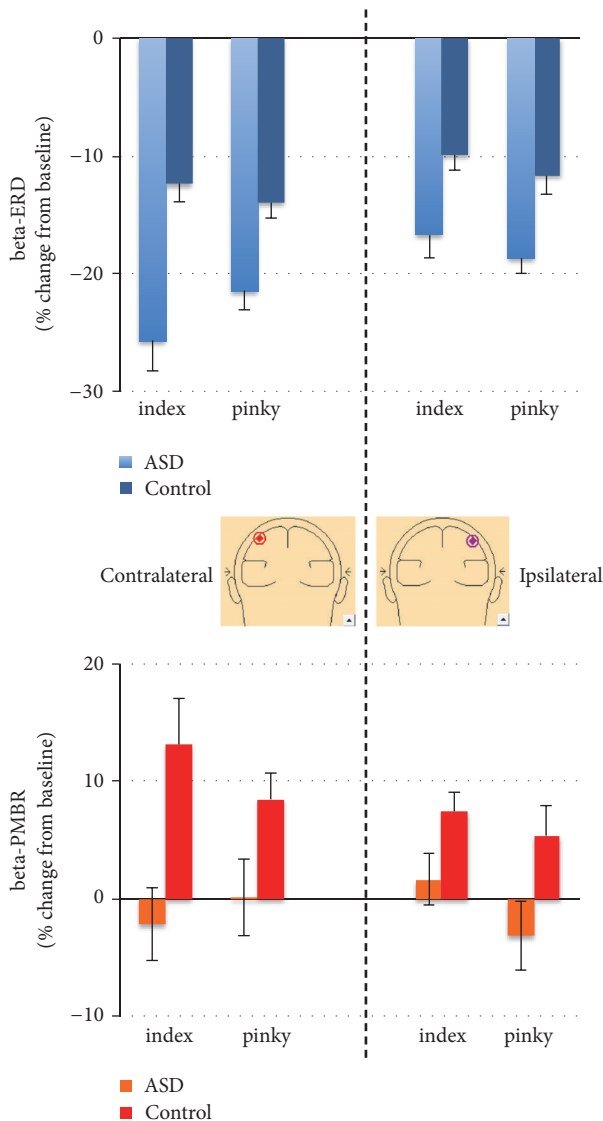 beta-ERD
(% change from baseline)
0
−10
−20
−30
index
pinky
index
pinky
ASD
Control
Contralateral
Ipsilateral
beta-PMBR
(% change from baseline)
20
10
0
−10
index
pinky
index
pinky
ASD
Control